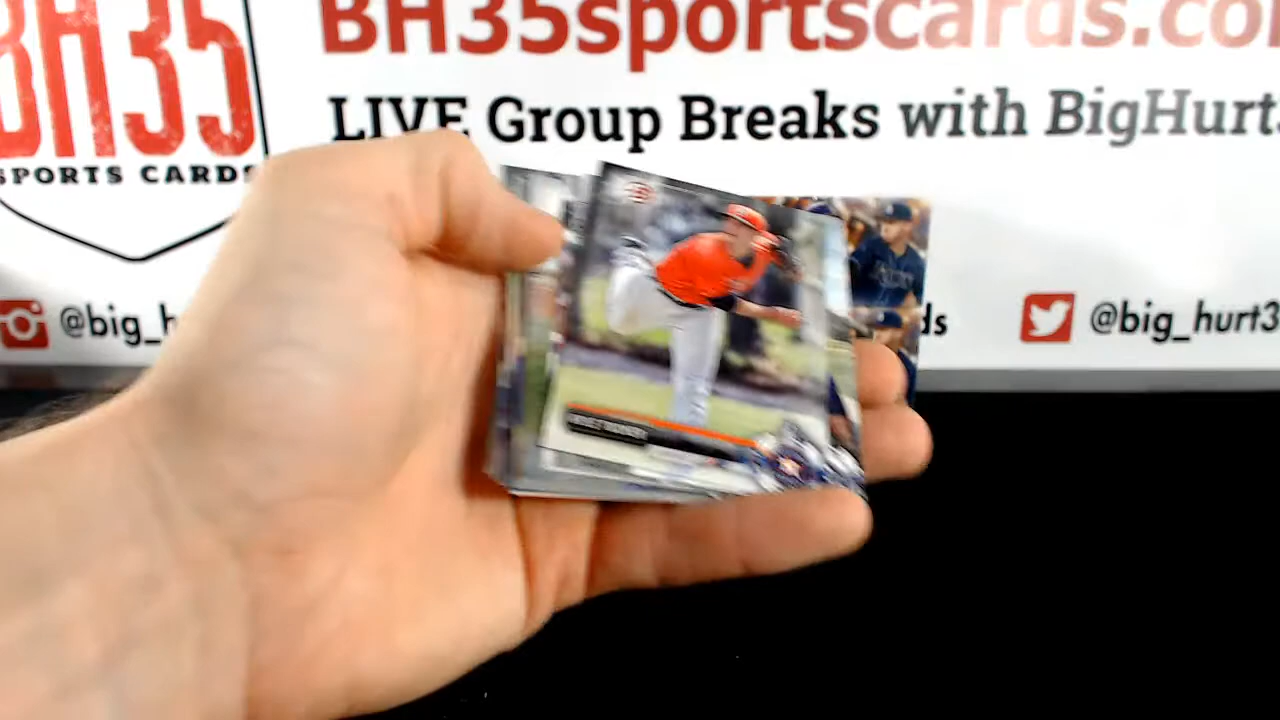 BH35
SPORTS CARDS
BH35sportscards.co
LIVE Group Breaks with BigHurt
@big_h
ds
@big_hurt3